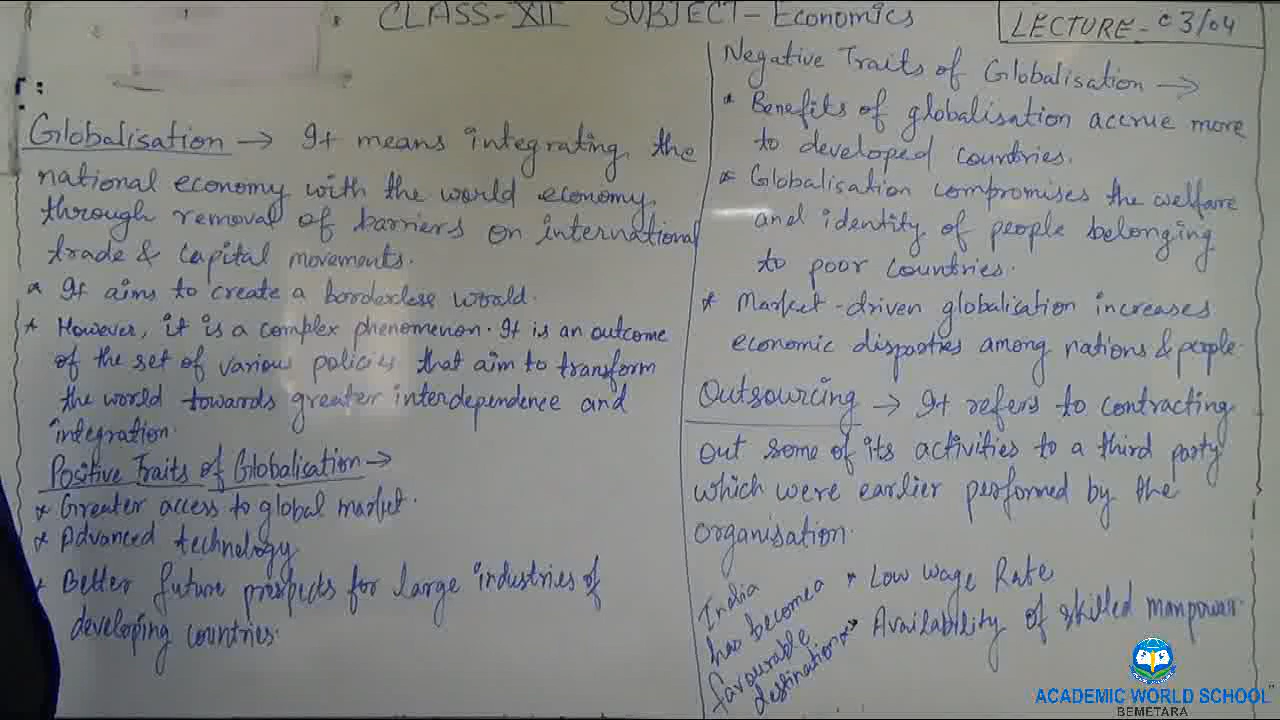 CLASS-XII SUBJECT- Economics
LECTURE- 03/04
Globalisation → It means integrating the
national economy with the world economy
through removal of barriers on international
trade & capital movements.
* It aims to create a borderless world.
* However, it is a complex phenomenon. It is an outcome
of the set of various policies that aim to transform
the world towards greater interdependence and
integration.
Positive Traits of Globalisation →
* Greater access to global market.
* Advanced technology
* Better future prospects for large industries of
developing countries.
Negative Traits of Globalisation →
* Benefits of globalisation accrue more
to developed countries.
* Globalisation compromises the welfare
and identity of people belonging
to poor countries.
* Market-driven globalisation increases
economic disparties among nations & people
Outsourcing → It refers to contracting
out some of its activities to a third party
which were earlier performed by the
organisation.
India
has become a
favourable
destination
* Low wage Rate
* Availability of skilled manpower
ACADEMIC WORLD SCHOOL
BEMETARA